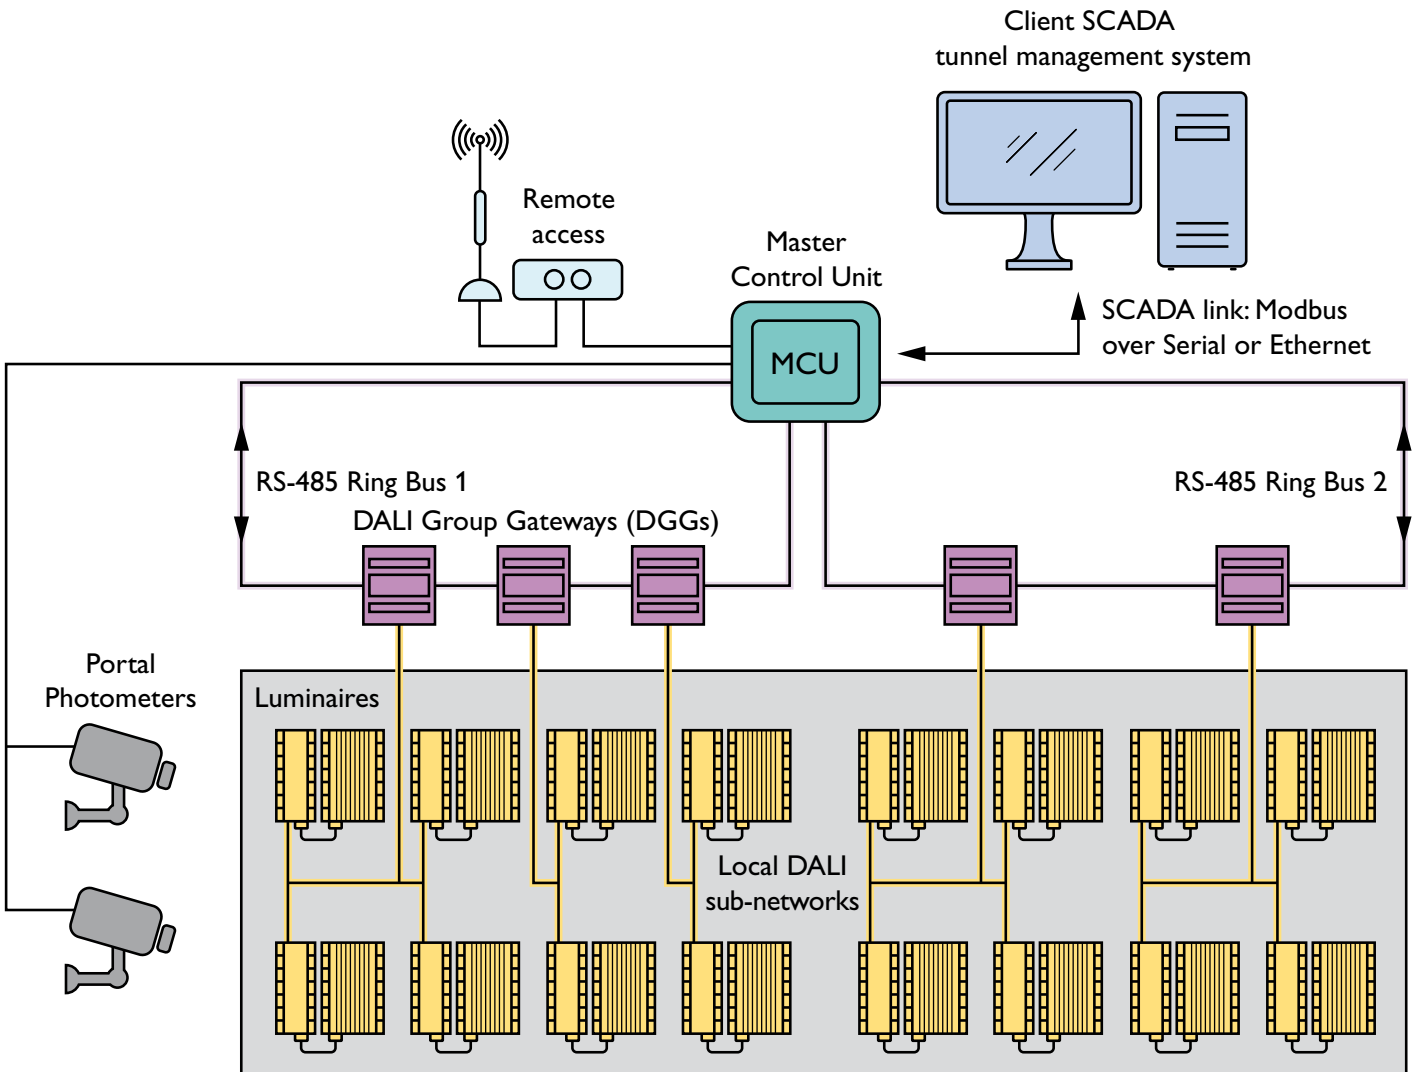 Client SCADA
tunnel management system
Remote
access
Master
Control Unit
SCADA link: Modbus
over Serial or Ethernet
MCU
RS-485 Ring Bus 1
RS-485 Ring Bus 2
DALI Group Gateways (DGGs)
Portal
Photometers
Luminaires
Local DALI
sub-networks